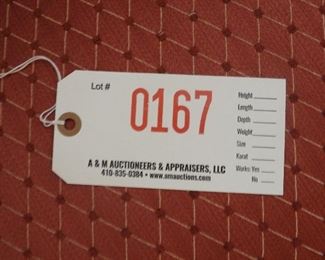 Lot #
0167
Height
Length
Depth
Weight
Size
Karat
Works: Yes
No
A & M AUCTIONEERS & APPRAISERS, LLC
410-835-0384 • www.amauctions.com